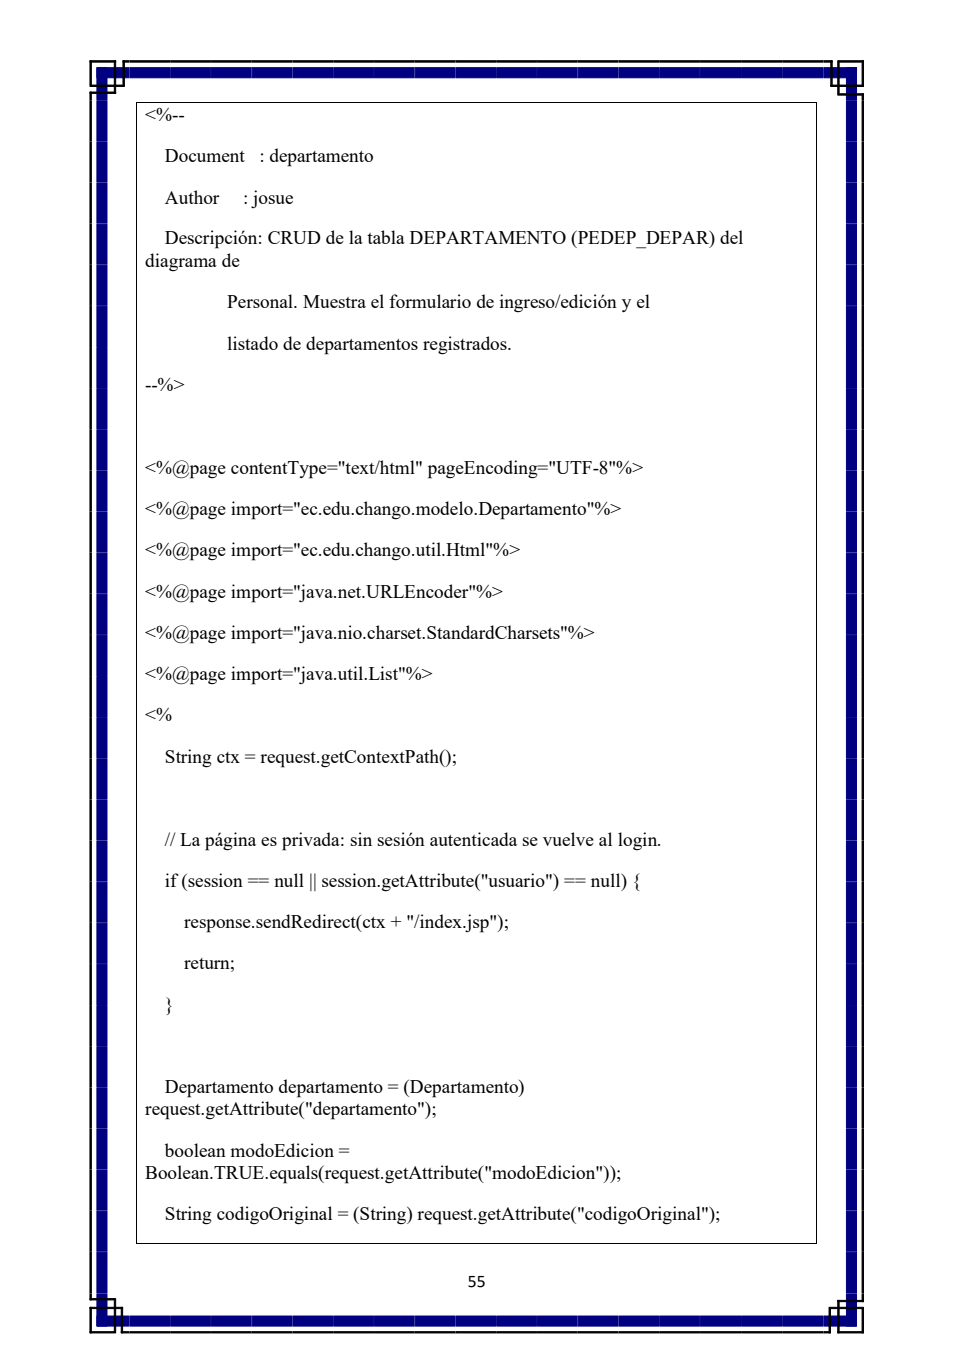 <%--
Document   : departamento
Author     : josue
Descripción: CRUD de la tabla DEPARTAMENTO (PEDEP_DEPAR) del
diagrama de
Personal. Muestra el formulario de ingreso/edición y el
listado de departamentos registrados.
--%>
<%@page contentType="text/html" pageEncoding="UTF-8"%>
<%@page import="ec.edu.chango.modelo.Departamento"%>
<%@page import="ec.edu.chango.util.Html"%>
<%@page import="java.net.URLEncoder"%>
<%@page import="java.nio.charset.StandardCharsets"%>
<%@page import="java.util.List"%>
<%
String ctx = request.getContextPath();
// La página es privada: sin sesión autenticada se vuelve al login.
if (session == null || session.getAttribute("usuario") == null) {
response.sendRedirect(ctx + "/index.jsp");
return;
}
Departamento departamento = (Departamento)
request.getAttribute("departamento");
boolean modoEdicion =
Boolean.TRUE.equals(request.getAttribute("modoEdicion"));
String codigoOriginal = (String) request.getAttribute("codigoOriginal");
55